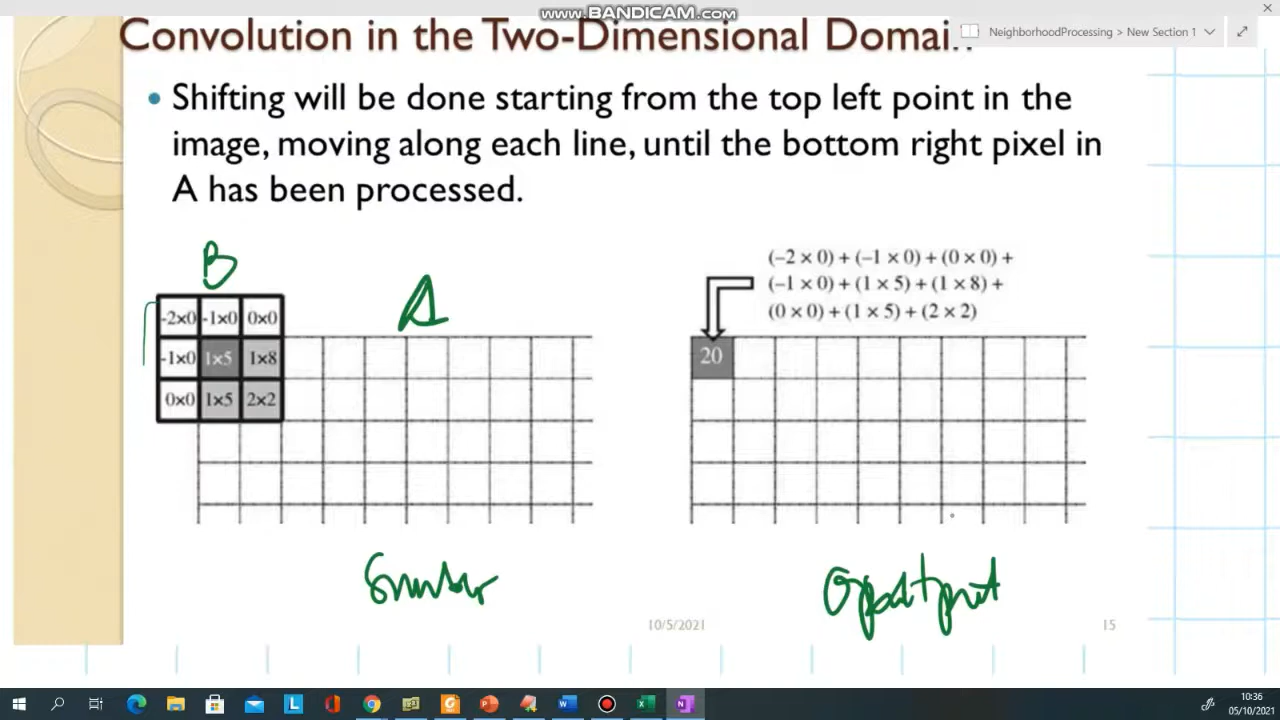 www.BANDICAM.com
Convolution in the Two-Dimensional Domain
NeighborhoodProcessing > New Section 1
• Shifting will be done starting from the top left point in the
image, moving along each line, until the bottom right pixel in
A has been processed.
B
A
-2×0 -1×0 0×0
-1×0 1×5 1×8
0×0 1×5 2×2
(−2 × 0) + (−1 × 0) + (0 × 0) +
(−1 × 0) + (1 × 5) + (1 × 8) +
(0 × 0) + (1 × 5) + (2 × 2)
20
10/5/2021
15
10:36
05/10/2021